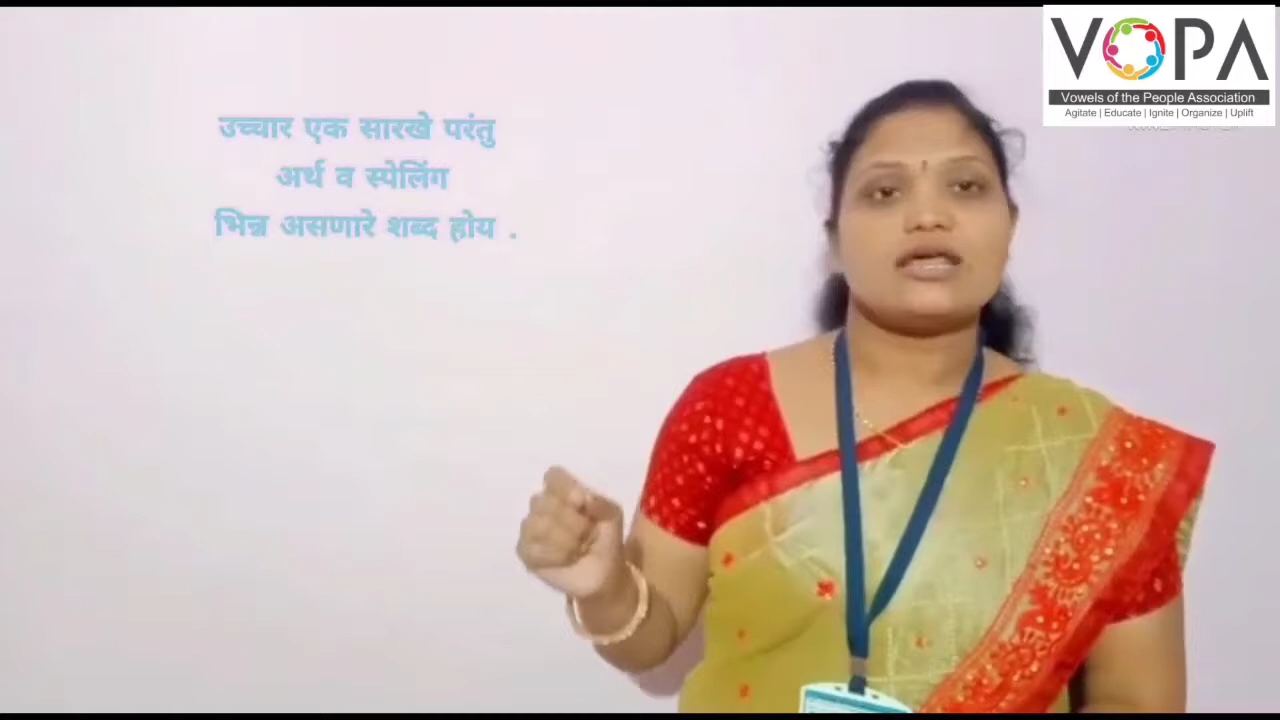 VOPA
Vowels of the People Association
Agitate | Educate | Ignite | Organize | Uplift
उच्चार एक सारखे परंतु
अर्थ व स्पेलिंग
भिन्न असणारे शब्द होय .